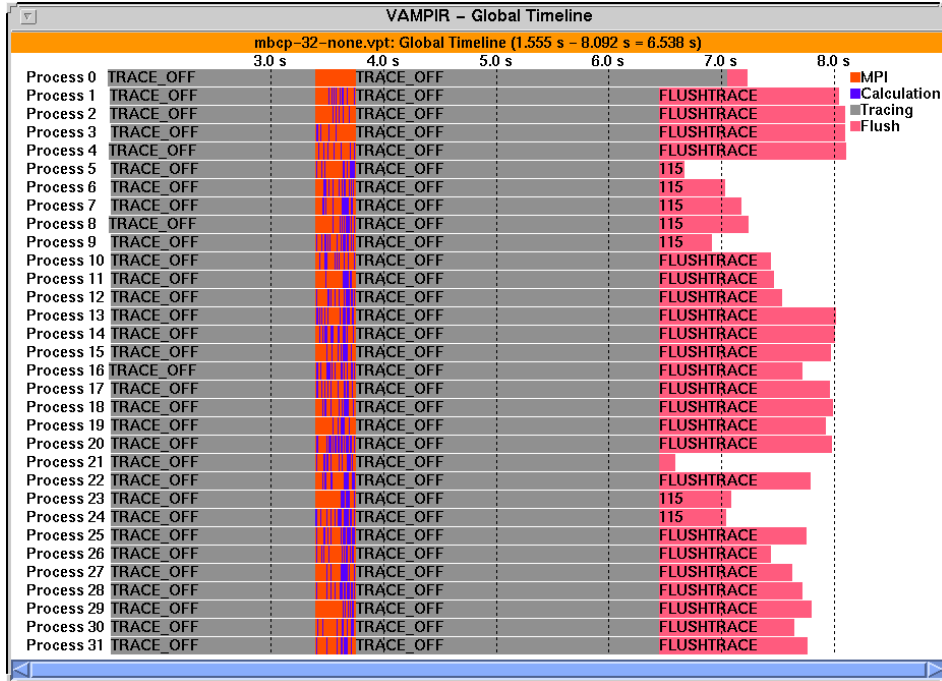 VAMPIR – Global Timeline
mbcp-32-none.vpt: Global Timeline (1.555 s – 8.092 s = 6.538 s)
3.0 s 4.0 s 5.0 s 6.0 s 7.0 s 8.0 s
Process 0 TRACE_OFF TRACE_OFF MPI
Process 1 TRACE_OFF TRACE_OFF FLUSHTRACE Calculation
Process 2 TRACE_OFF TRACE_OFF FLUSHTRACE Tracing
Process 3 TRACE_OFF TRACE_OFF FLUSHTRACE Flush
Process 4 TRACE_OFF TRACE_OFF FLUSHTRACE
Process 5 TRACE_OFF TRACE_OFF 115
Process 6 TRACE_OFF TRACE_OFF 115
Process 7 TRACE_OFF TRACE_OFF 115
Process 8 TRACE_OFF TRACE_OFF 115
Process 9 TRACE_OFF TRACE_OFF 115
Process 10 TRACE_OFF TRACE_OFF FLUSHTRACE
Process 11 TRACE_OFF TRACE_OFF FLUSHTRACE
Process 12 TRACE_OFF TRACE_OFF FLUSHTRACE
Process 13 TRACE_OFF TRACE_OFF FLUSHTRACE
Process 14 TRACE_OFF TRACE_OFF FLUSHTRACE
Process 15 TRACE_OFF TRACE_OFF FLUSHTRACE
Process 16 TRACE_OFF TRACE_OFF FLUSHTRACE
Process 17 TRACE_OFF TRACE_OFF FLUSHTRACE
Process 18 TRACE_OFF TRACE_OFF FLUSHTRACE
Process 19 TRACE_OFF TRACE_OFF FLUSHTRACE
Process 20 TRACE_OFF TRACE_OFF FLUSHTRACE
Process 21 TRACE_OFF TRACE_OFF
Process 22 TRACE_OFF TRACE_OFF FLUSHTRACE
Process 23 TRACE_OFF TRACE_OFF 115
Process 24 TRACE_OFF TRACE_OFF 115
Process 25 TRACE_OFF TRACE_OFF FLUSHTRACE
Process 26 TRACE_OFF TRACE_OFF FLUSHTRACE
Process 27 TRACE_OFF TRACE_OFF FLUSHTRACE
Process 28 TRACE_OFF TRACE_OFF FLUSHTRACE
Process 29 TRACE_OFF TRACE_OFF FLUSHTRACE
Process 30 TRACE_OFF TRACE_OFF FLUSHTRACE
Process 31 TRACE_OFF TRACE_OFF FLUSHTRACE